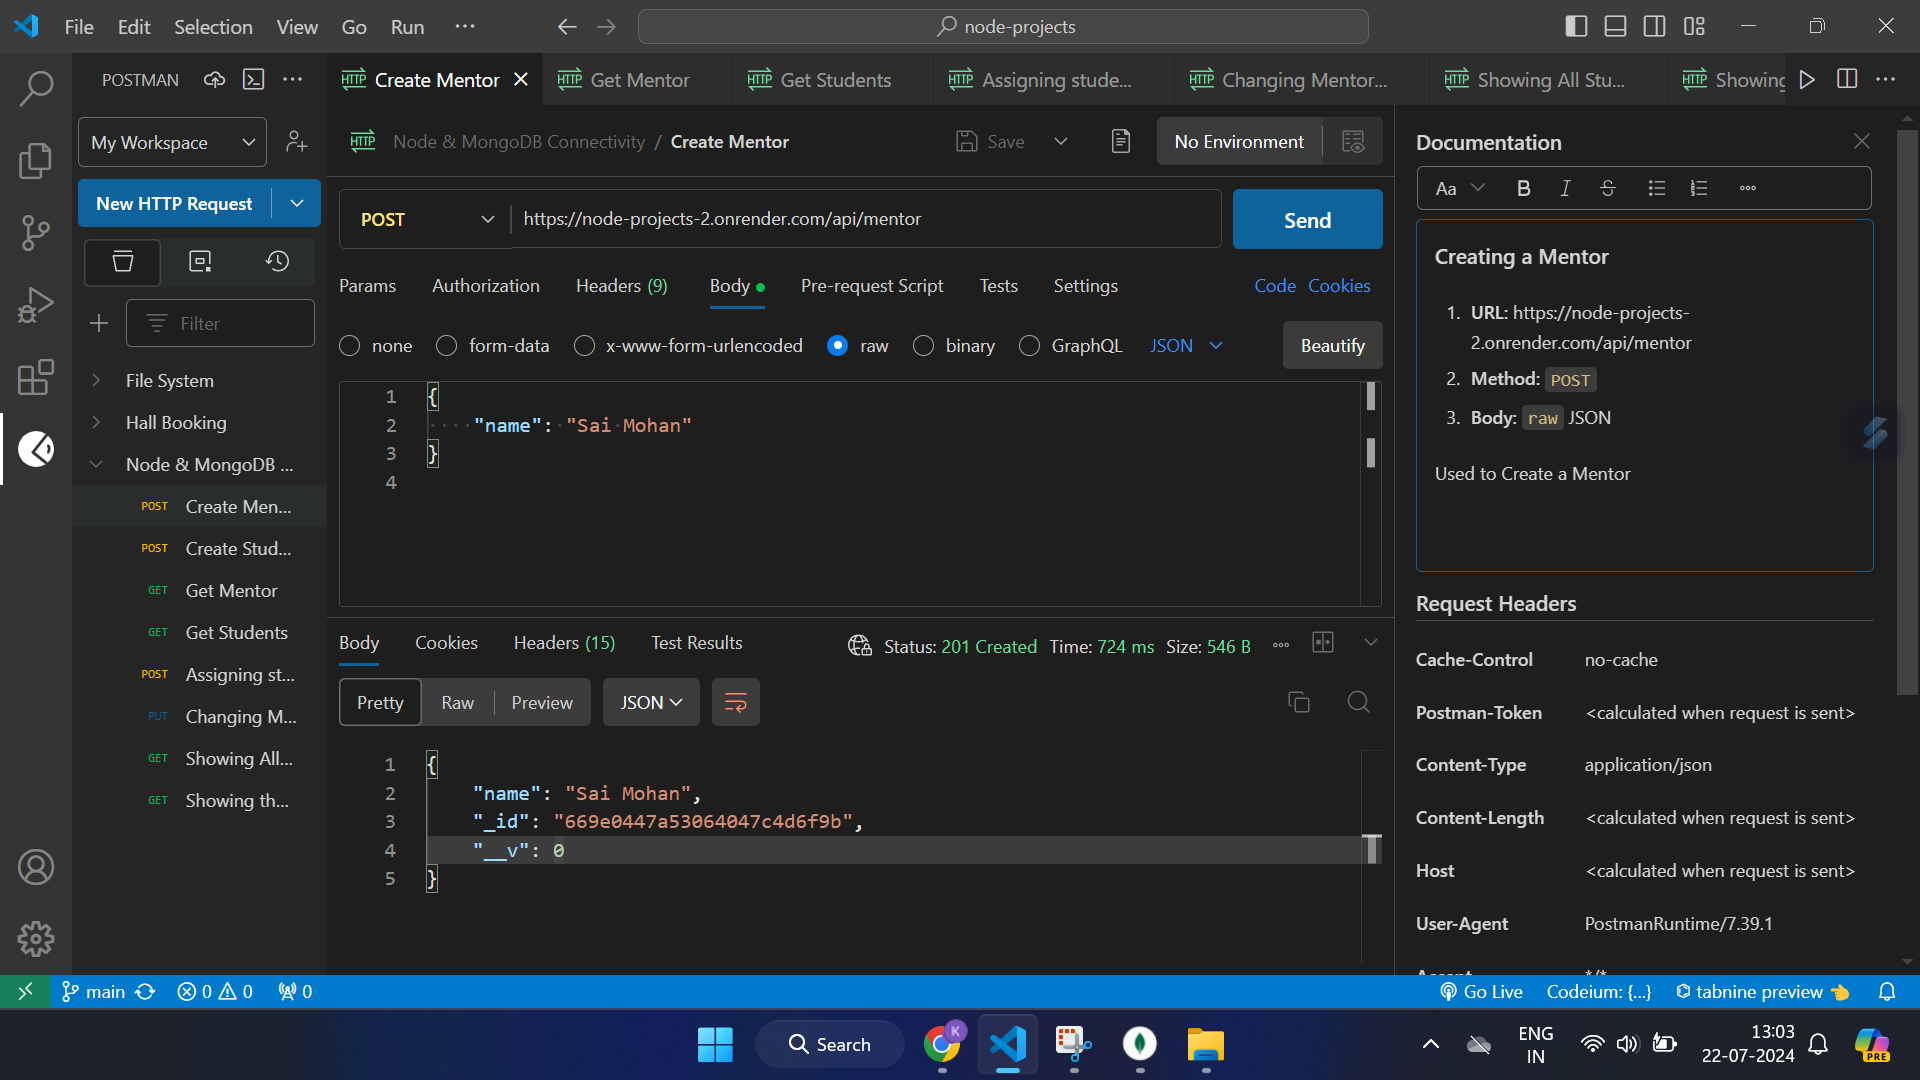 File Edit Selection View Go Run ··· node-projects
POSTMAN
HTTP Create Mentor
HTTP Get Mentor
HTTP Get Students
HTTP Assigning stude...
HTTP Changing Mentor...
HTTP Showing All Stu...
HTTP Showing
My Workspace
New HTTP Request
Filter
File System
Hall Booking
Node & MongoDB ...
POST Create Men...
POST Create Stud...
GET Get Mentor
GET Get Students
POST Assigning st...
PUT Changing M...
GET Showing All...
GET Showing th...
HTTP Node & MongoDB Connectivity / Create Mentor
Save
No Environment
POST https://node-projects-2.onrender.com/api/mentor
Send
Params Authorization Headers (9) Body Pre-request Script Tests Settings Code Cookies
none form-data x-www-form-urlencoded raw binary GraphQL JSON Beautify
1 {
2 ····"name":·"Sai·Mohan"
3 }
4
Body Cookies Headers (15) Test Results Status: 201 Created Time: 724 ms Size: 546 B
Pretty Raw Preview JSON
1 {
2 "name": "Sai Mohan",
3 "_id": "669e0447a53064047c4d6f9b",
4 "__v": 0
5 }
Documentation
Aa B I S
Creating a Mentor
1. URL: https://node-projects-
2.onrender.com/api/mentor
2. Method: POST
3. Body: raw JSON
Used to Create a Mentor
Request Headers
Cache-Control no-cache
Postman-Token <calculated when request is sent>
Content-Type application/json
Content-Length <calculated when request is sent>
Host <calculated when request is sent>
User-Agent PostmanRuntime/7.39.1
Accept */*
main 0 0 0 Go Live Codeium: {...} tabnine preview
Search
K
ENG
IN
13:03
22-07-2024
PRE